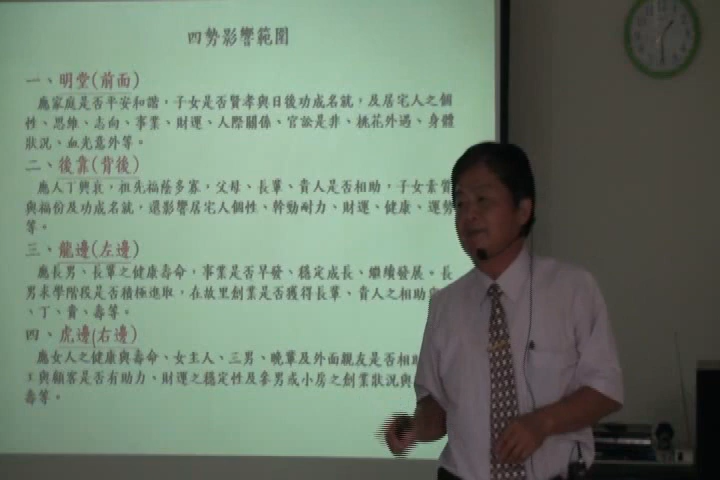 四勢影響範圍
一、明堂(前面)
應家庭是否平安和諧，子女是否賢孝與日後功成名就，及居宅人之個
性、思維、志向、事業、財運、人際關係、官訟是非、桃花外遇、身體
狀況、血光意外等。
二、後靠(背後)
應人丁興衰，祖先福蔭多寡，父母、長輩、貴人是否相助，子女素質
與福份及功成名就，還影響居宅人個性、幹勁耐力、財運、健康、運勢
等。
三、龍邊(左邊)
應長男、長輩之健康壽命，事業是否早發、穩定成長、繼續發展。長
男求學階段是否積極進取，在故里創業是否獲得長輩、貴人之相助與
、丁、貴、壽等。
四、虎邊(右邊)
應女人之健康與壽命、女主人、三男、晚輩及外面親友是否相助
工與顧客是否有助力、財運之穩定性及參男或小房之創業狀況與
壽等。